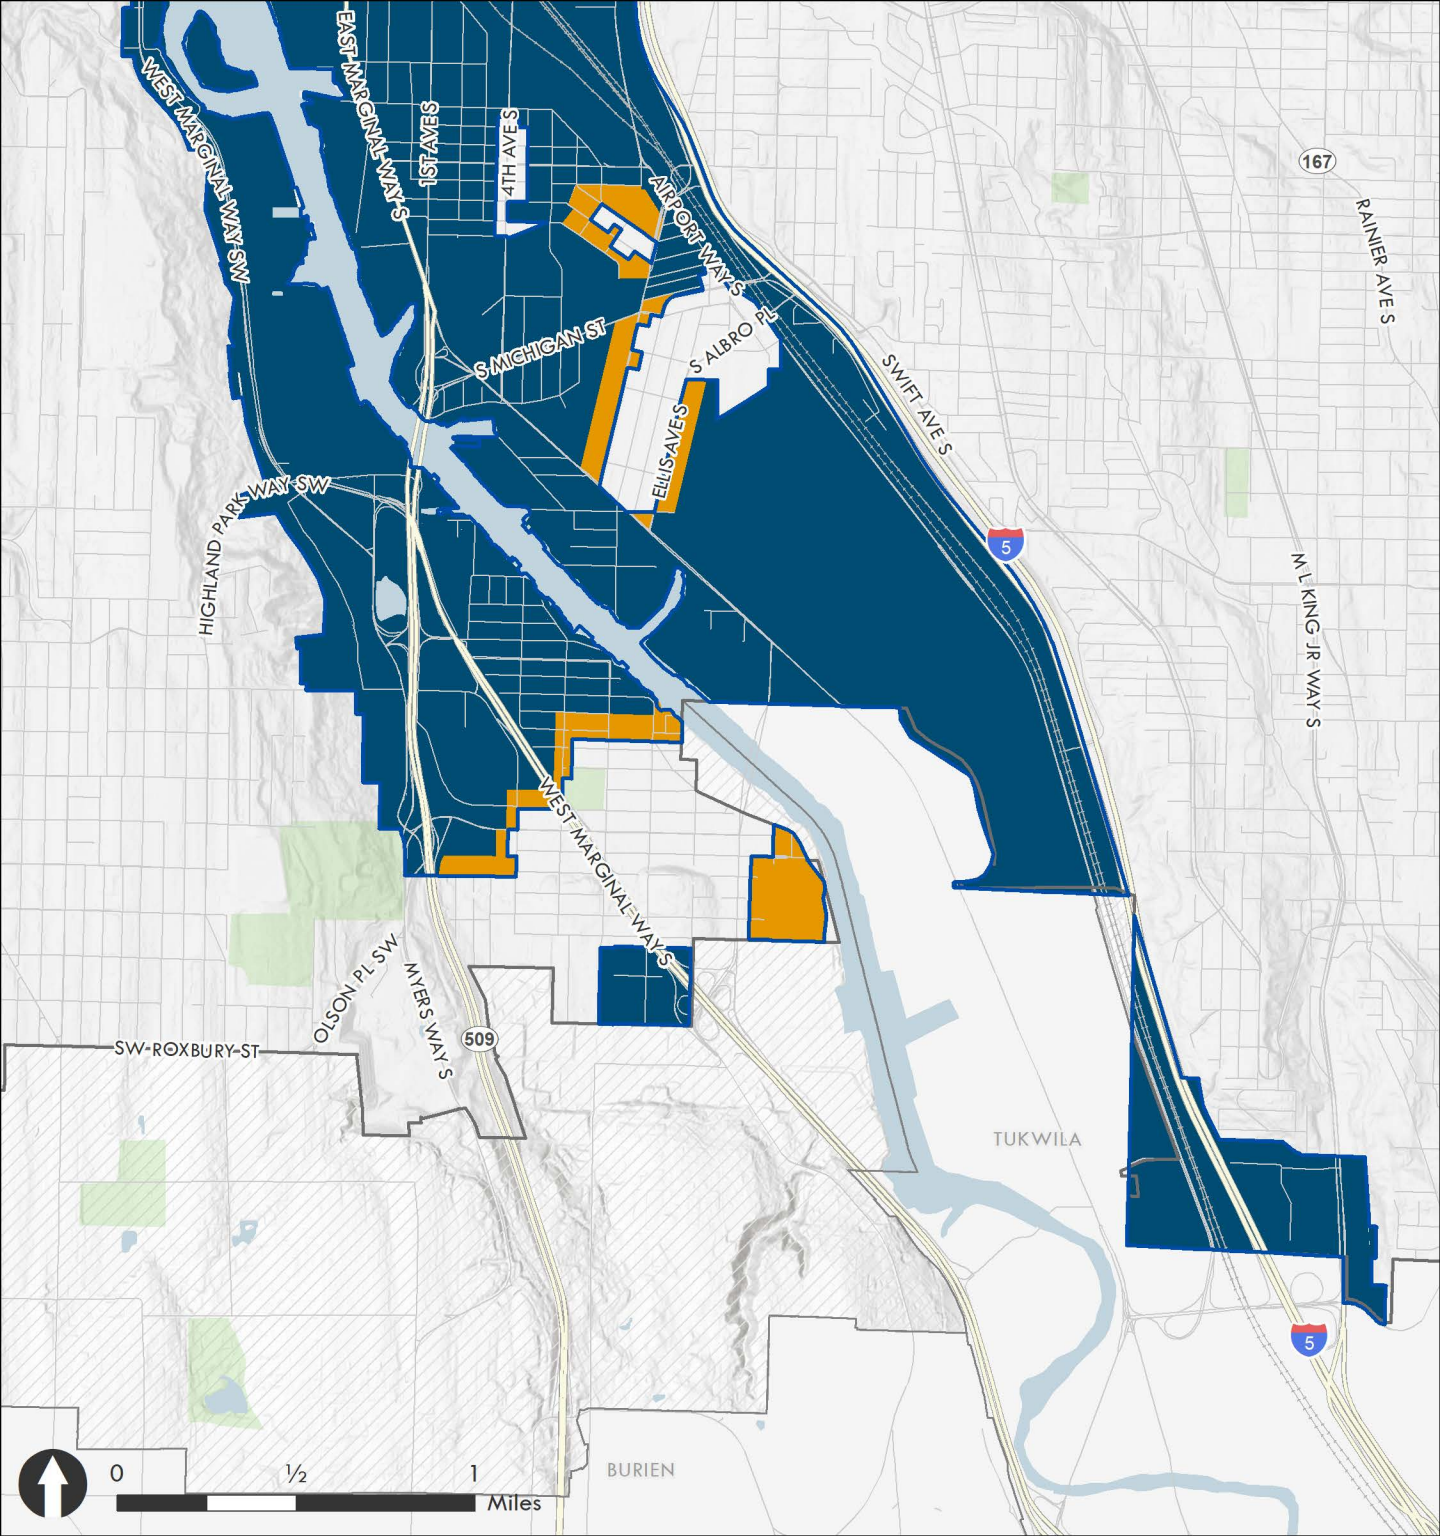 WEST MARGINAL WAY SW
EAST MARGINAL WAY S
1ST AVE S
4TH AVE S
AIRPORT WAY S
167
RAINIER AVE S
S MICHIGAN ST
S ALBRO PL
SWIFT AVE S
ELLIS AVE S
HIGHLAND PARK WAY SW
5
M L KING JR WAY S
WEST MARGINAL WAY S
OLSON PL SW
MYERS WAY S
509
SW ROXBURY ST
TUKWILA
5
BURIEN
0 ½ 1
Miles